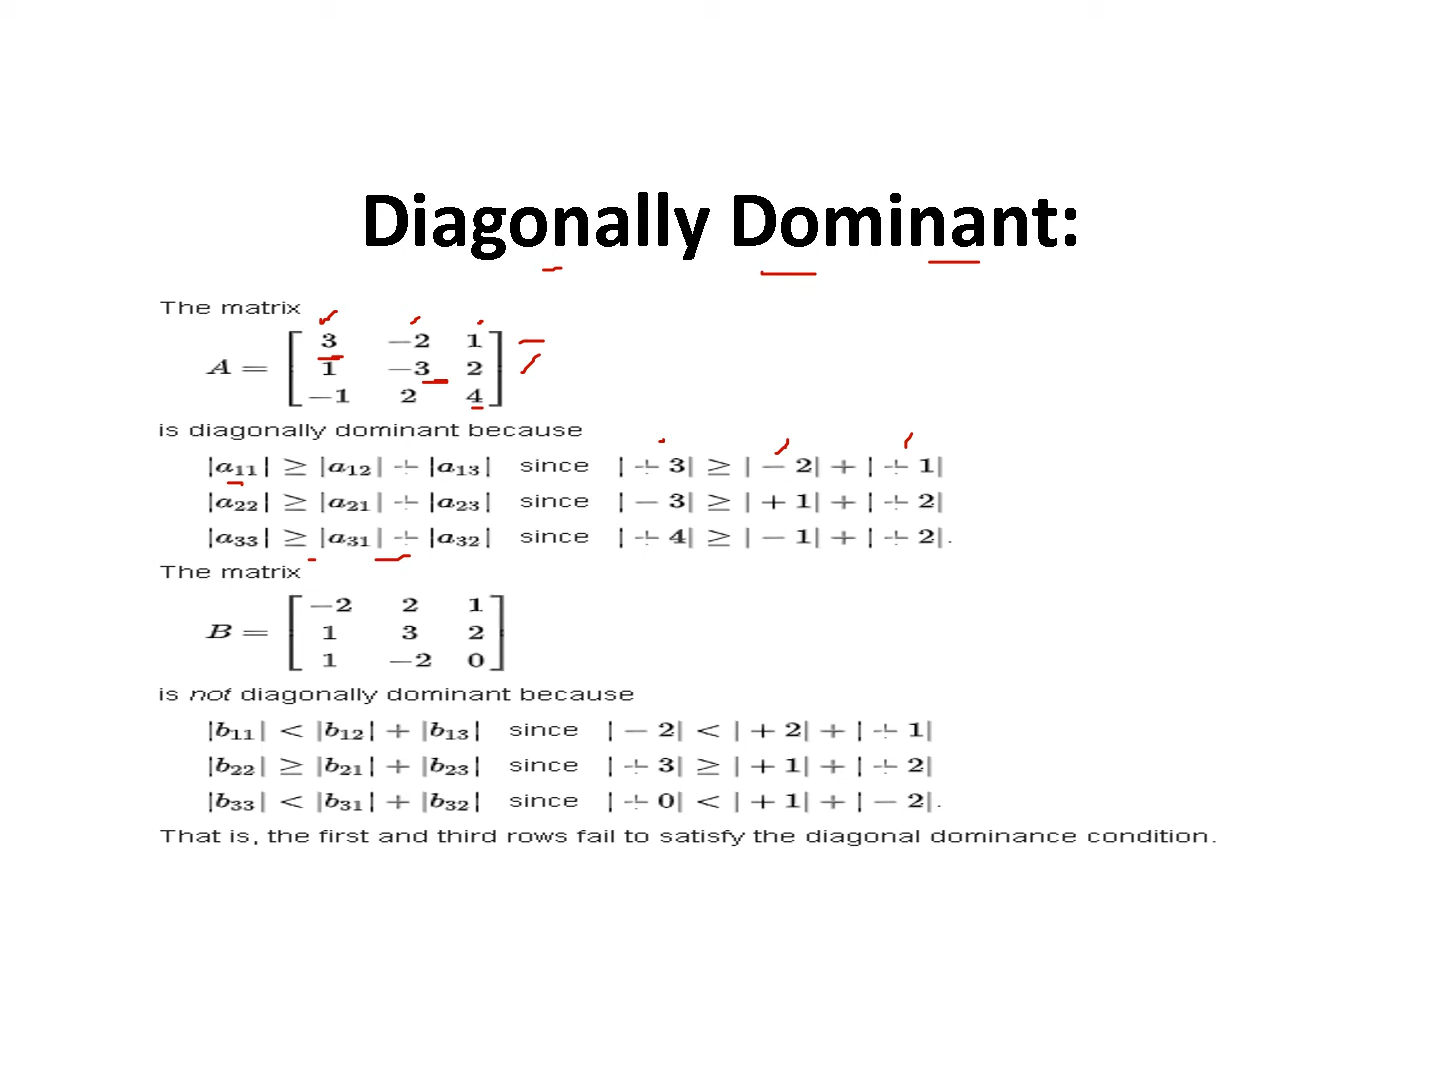 Diagonally Dominant:
The matrix
A = [ 3 −2 1
1 −3 2
−1 2 4 ]
is diagonally dominant because
|a₁₁| ≥ |a₁₂| + |a₁₃| since | + 3| ≥ | − 2| + | + 1|
|a₂₂| ≥ |a₂₁| + |a₂₃| since | − 3| ≥ | + 1| + | + 2|
|a₃₃| ≥ |a₃₁| + |a₃₂| since | + 4| ≥ | − 1| + | + 2|.
The matrix
B = [ −2 2 1
1 3 2
1 −2 0 ]
is not diagonally dominant because
|b₁₁| < |b₁₂| + |b₁₃| since | − 2| < | + 2| + | + 1|
|b₂₂| ≥ |b₂₁| + |b₂₃| since | + 3| ≥ | + 1| + | + 2|
|b₃₃| < |b₃₁| + |b₃₂| since | + 0| < | + 1| + | − 2|.
That is, the first and third rows fail to satisfy the diagonal dominance condition.